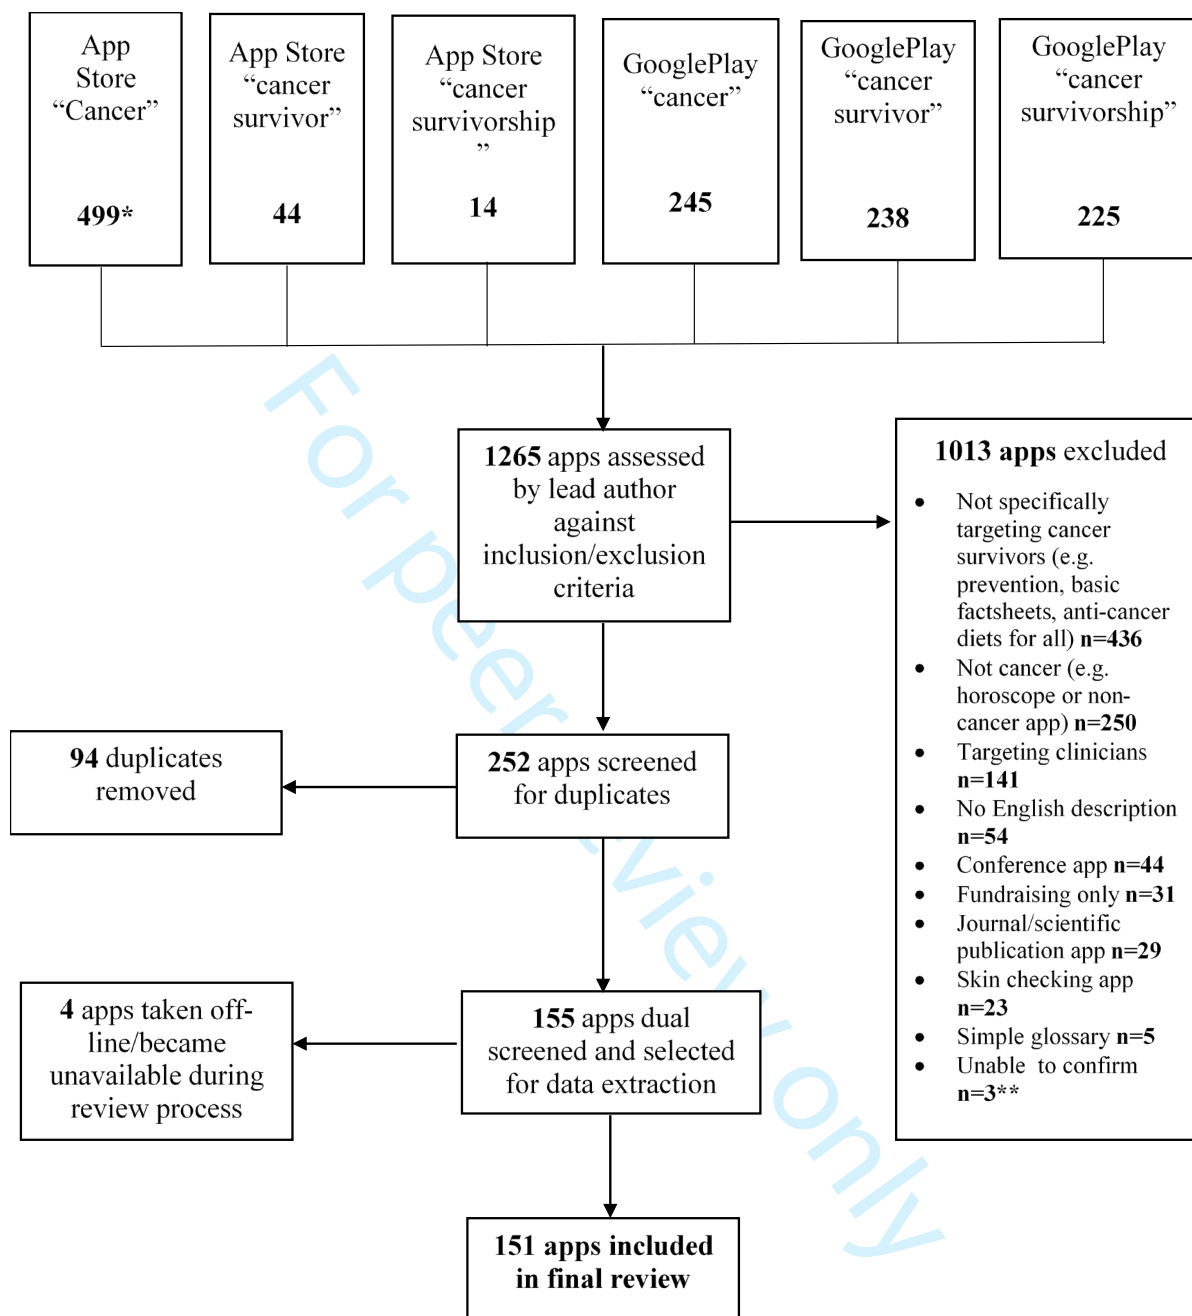 App
Store
“Cancer”
499*
App Store
“cancer
survivor”
44
App Store
“cancer
survivorship
”
14
GooglePlay
“cancer”
245
GooglePlay
“cancer
survivor”
238
GooglePlay
“cancer
survivorship”
225
1265 apps assessed
by lead author
against
inclusion/exclusion
criteria
1013 apps excluded
• Not specifically
targeting cancer
survivors (e.g.
prevention, basic
factsheets, anti-cancer
diets for all) n=436
• Not cancer (e.g.
horoscope or non-
cancer app) n=250
• Targeting clinicians
n=141
• No English description
n=54
• Conference app n=44
• Fundraising only n=31
• Journal/scientific
publication app n=29
• Skin checking app
n=23
• Simple glossary n=5
• Unable to confirm
n=3**
94 duplicates
removed
252 apps screened
for duplicates
4 apps taken off-
line/became
unavailable during
review process
155 apps dual
screened and selected
for data extraction
151 apps included
in final review
For peer review only